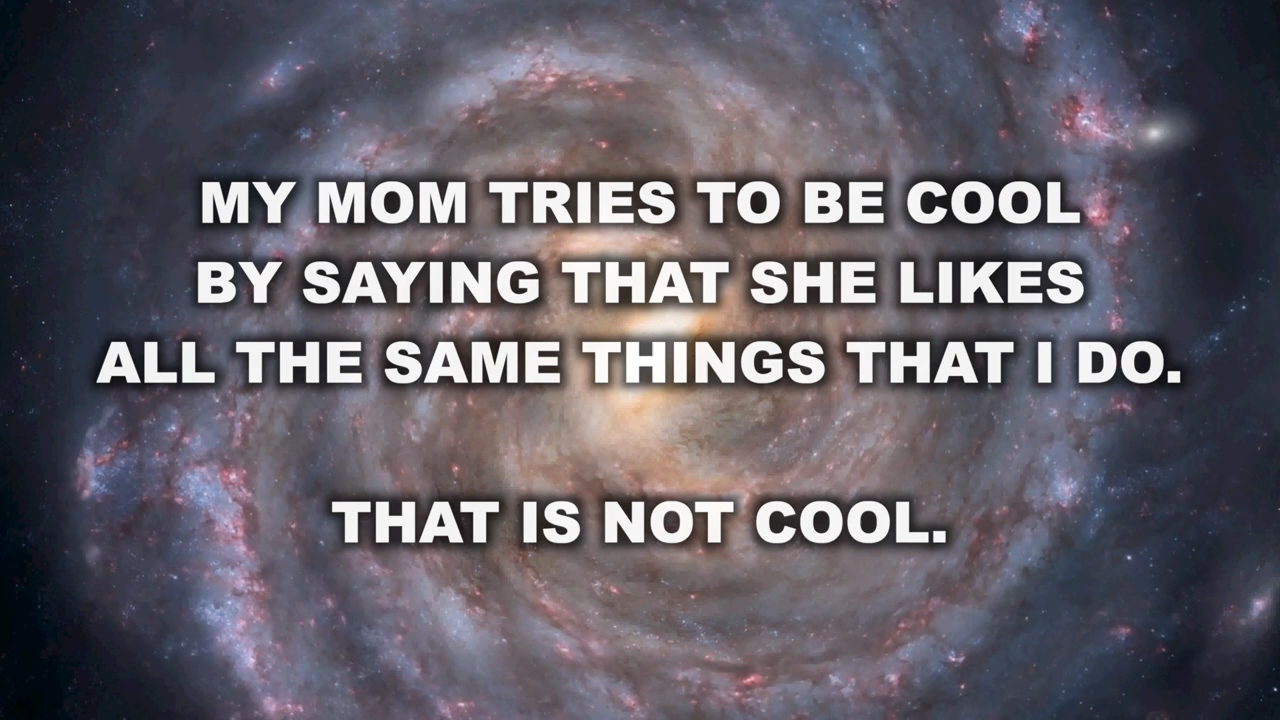 MY MOM TRIES TO BE COOL
BY SAYING THAT SHE LIKES
ALL THE SAME THINGS THAT I DO.
THAT IS NOT COOL.